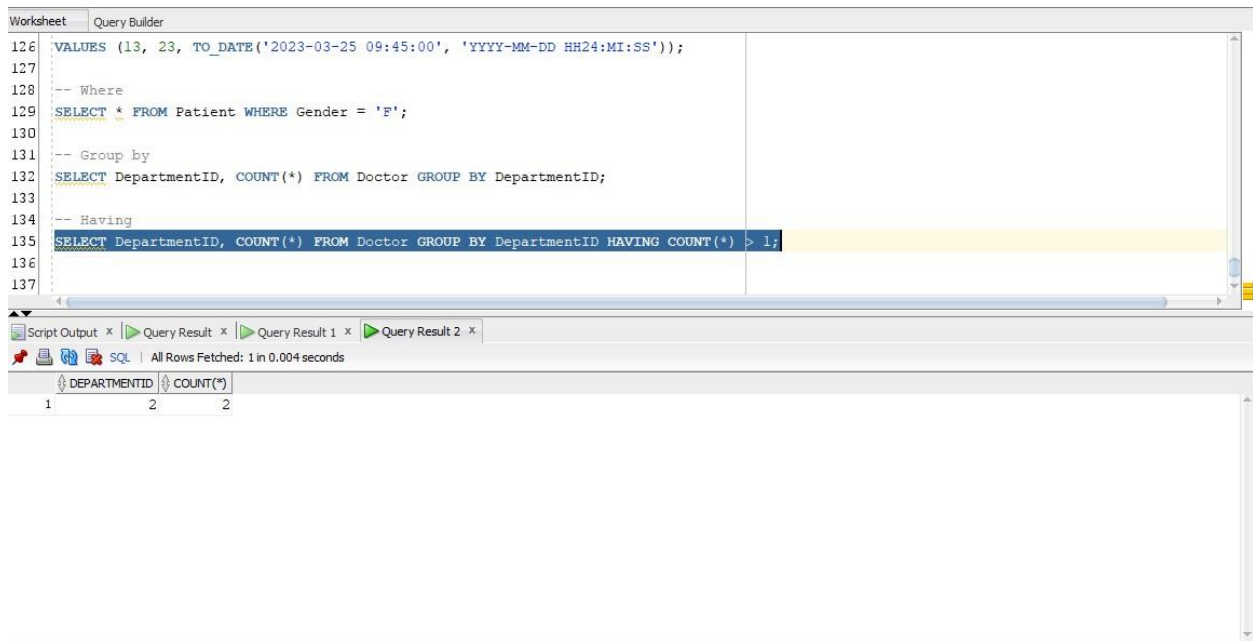 Worksheet Query Builder
126 VALUES (13, 23, TO_DATE('2023-03-25 09:45:00', 'YYYY-MM-DD HH24:MI:SS'));
127
128 -- Where
129 SELECT * FROM Patient WHERE Gender = 'F';
130
131 -- Group by
132 SELECT DepartmentID, COUNT(*) FROM Doctor GROUP BY DepartmentID;
133
134 -- Having
135 SELECT DepartmentID, COUNT(*) FROM Doctor GROUP BY DepartmentID HAVING COUNT(*) > 1;
136
137
Script Output x Query Result x Query Result 1 x Query Result 2 x
SQL | All Rows Fetched: 1 in 0.004 seconds
DEPARTMENTID COUNT(*)
1 2 2